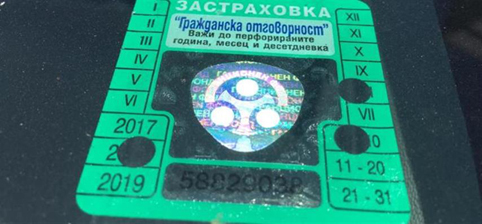 ЗАСТРАХОВКА
"Гражданска отговорност"
Важи до перфорираните
година, месец и десетдневка
I XII
II XI
III X
IV IX
V
VI VII
2017
2019
11 - 20
21 - 31